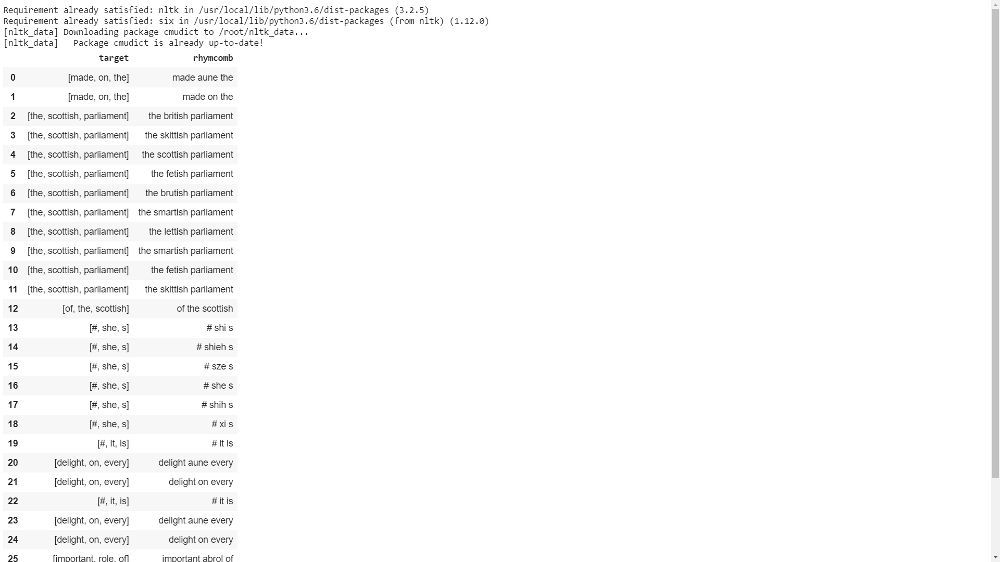 Requirement already satisfied: nltk in /usr/local/lib/python3.6/dist-packages (3.2.5)
Requirement already satisfied: six in /usr/local/lib/python3.6/dist-packages (from nltk) (1.12.0)
[nltk_data] Downloading package cmudict to /root/nltk_data...
[nltk_data]   Package cmudict is already up-to-date!
target rhymcomb
0 [made, on, the] made aune the
1 [made, on, the] made on the
2 [the, scottish, parliament] the british parliament
3 [the, scottish, parliament] the skittish parliament
4 [the, scottish, parliament] the scottish parliament
5 [the, scottish, parliament] the fetish parliament
6 [the, scottish, parliament] the brutish parliament
7 [the, scottish, parliament] the smartish parliament
8 [the, scottish, parliament] the lettish parliament
9 [the, scottish, parliament] the smartish parliament
10 [the, scottish, parliament] the fetish parliament
11 [the, scottish, parliament] the skittish parliament
12 [of, the, scottish] of the scottish
13 [#, she, s] # shi s
14 [#, she, s] # shieh s
15 [#, she, s] # sze s
16 [#, she, s] # she s
17 [#, she, s] # shih s
18 [#, she, s] # xi s
19 [#, it, is] # it is
20 [delight, on, every] delight aune every
21 [delight, on, every] delight on every
22 [#, it, is] # it is
23 [delight, on, every] delight aune every
24 [delight, on, every] delight on every
25 [important, role, of] important abrol of